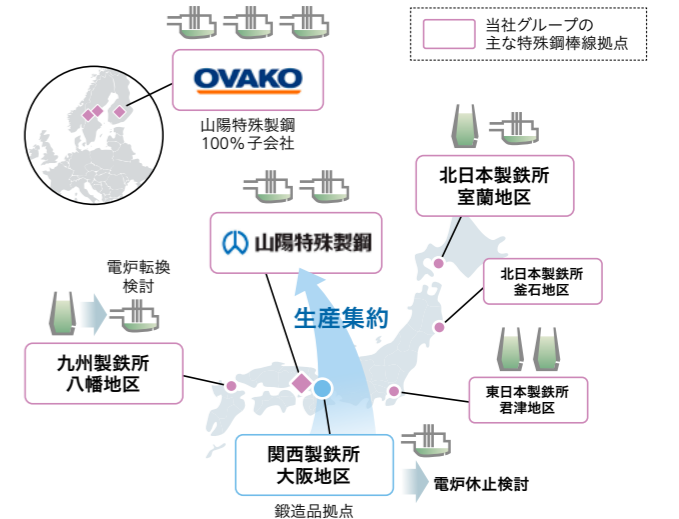 当社グループの
主な特殊鋼棒線拠点
OVAKO
山陽特殊製鋼
100％子会社
北日本製鉄所
室蘭地区
山陽特殊製鋼
北日本製鉄所
釜石地区
電炉転換
検討
生産集約
九州製鉄所
八幡地区
東日本製鉄所
君津地区
関西製鉄所
大阪地区
電炉休止検討
鍛造品拠点